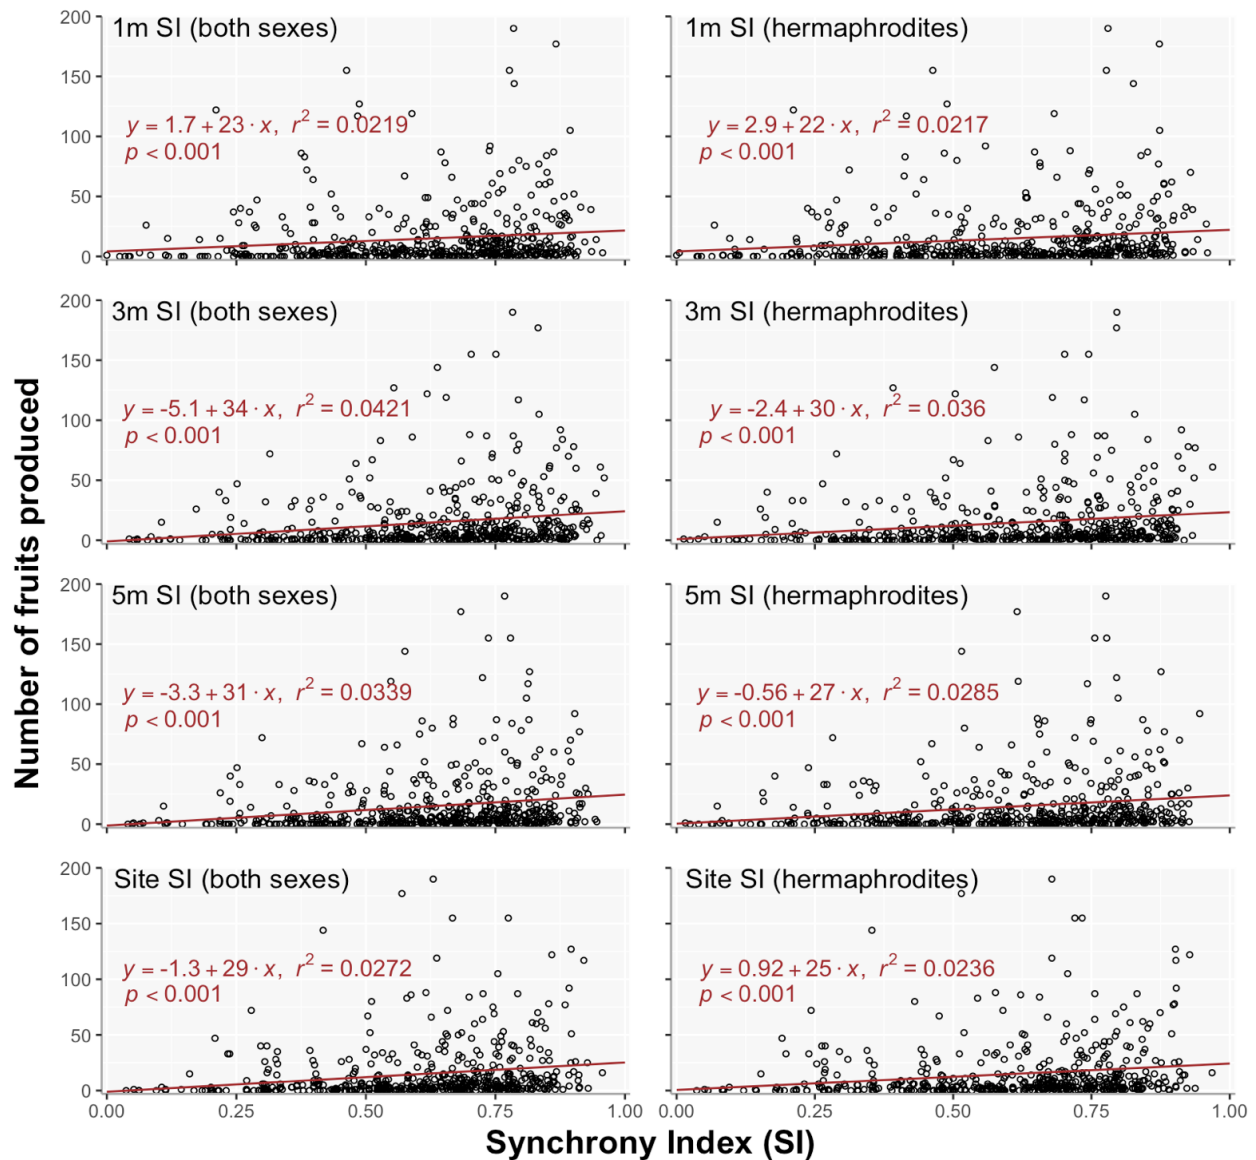 1m SI (both sexes)
y = 1.7 + 23 · x, r² = 0.0219
p < 0.001
200
150
100
50
0
1m SI (hermaphrodites)
y = 2.9 + 22 · x, r² = 0.0217
p < 0.001
3m SI (both sexes)
y = -5.1 + 34 · x, r² = 0.0421
p < 0.001
200
150
100
50
0
3m SI (hermaphrodites)
y = -2.4 + 30 · x, r² = 0.036
p < 0.001
5m SI (both sexes)
y = -3.3 + 31 · x, r² = 0.0339
p < 0.001
200
150
100
50
0
5m SI (hermaphrodites)
y = -0.56 + 27 · x, r² = 0.0285
p < 0.001
Site SI (both sexes)
y = -1.3 + 29 · x, r² = 0.0272
p < 0.001
200
150
100
50
0
Site SI (hermaphrodites)
y = 0.92 + 25 · x, r² = 0.0236
p < 0.001
0.00 0.25 0.50 0.75 1.00
0.00 0.25 0.50 0.75 1.00
Number of fruits produced
Synchrony Index (SI)